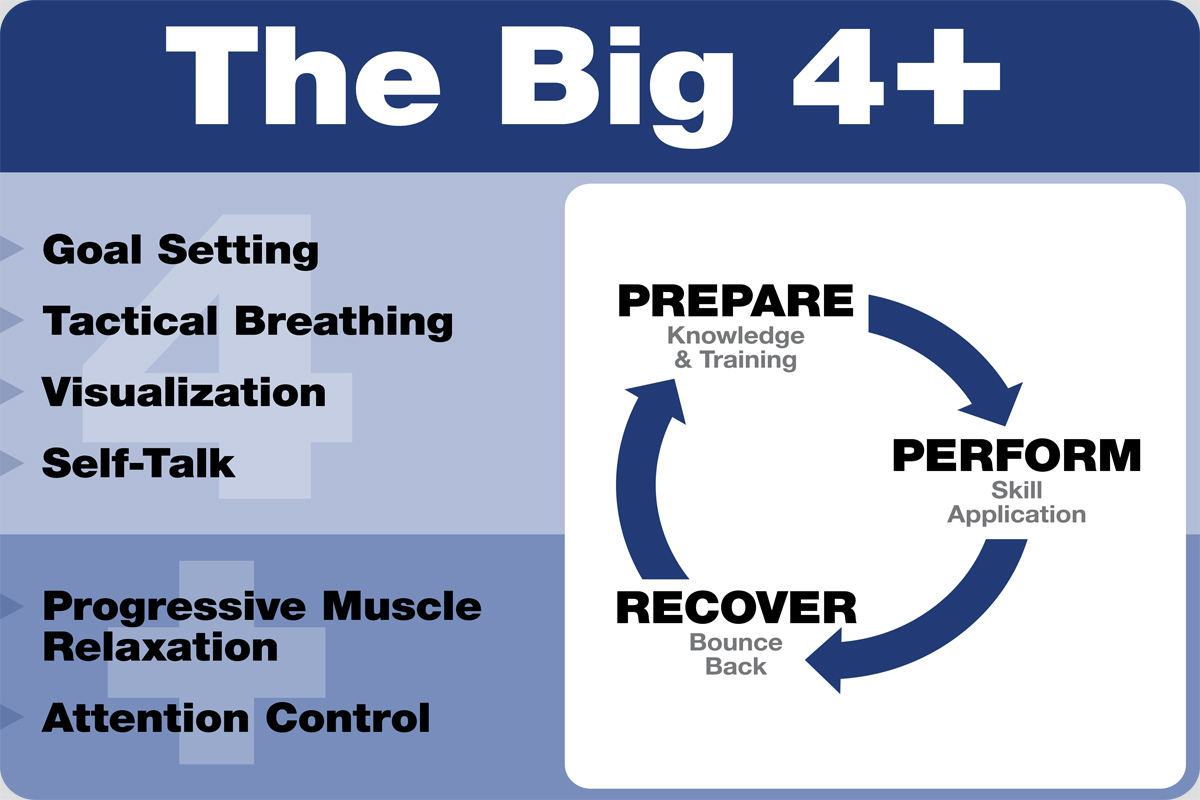 The Big 4+
4
Goal Setting
Tactical Breathing
Visualization
Self-Talk
+
Progressive Muscle
Relaxation
Attention Control
PREPARE
Knowledge
& Training
PERFORM
Skill
Application
RECOVER
Bounce
Back